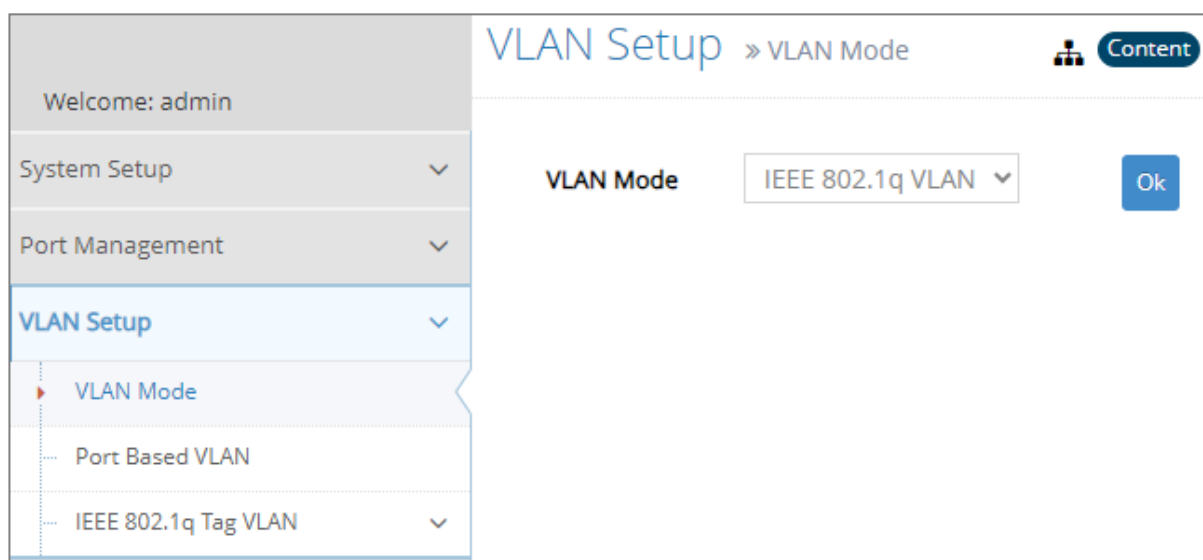 VLAN Setup » VLAN Mode
Content
Welcome: admin
System Setup
Port Management
VLAN Setup
VLAN Mode
Port Based VLAN
IEEE 802.1q Tag VLAN
VLAN Mode
IEEE 802.1q VLAN
Ok